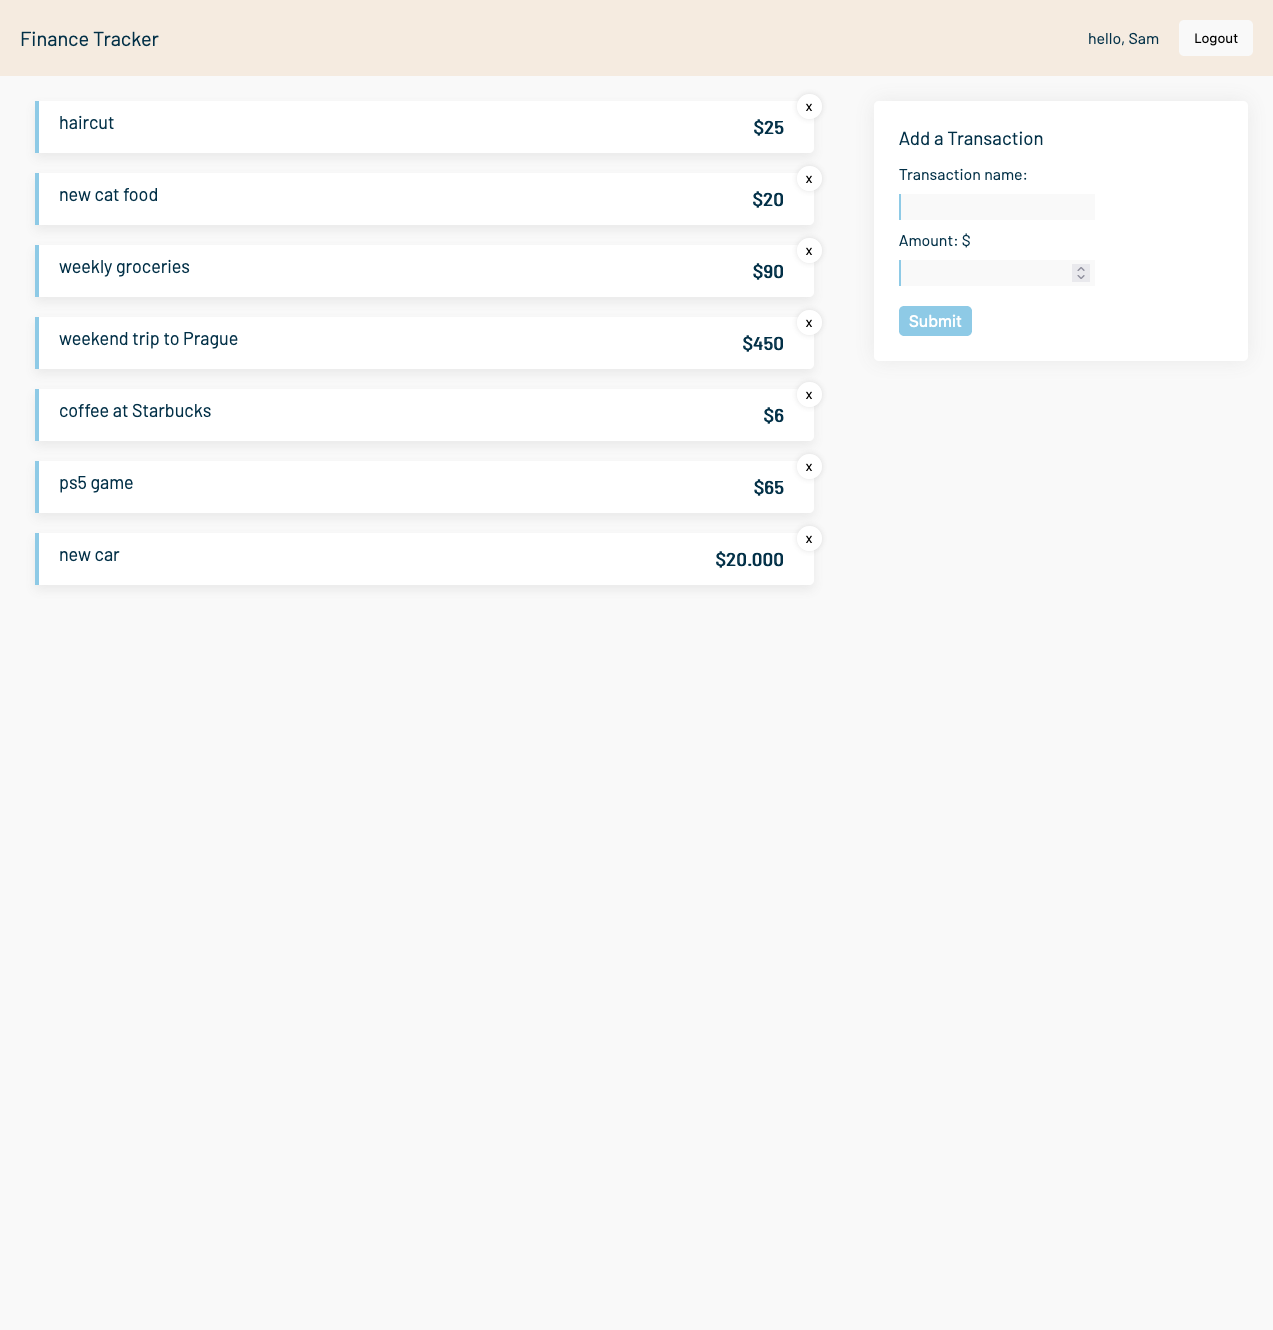 Finance Tracker
hello, Sam
Logout
haircut
$25
x
new cat food
$20
x
weekly groceries
$90
x
weekend trip to Prague
$450
x
coffee at Starbucks
$6
x
ps5 game
$65
x
new car
$20.000
x
Add a Transaction
Transaction name:
Amount: $
Submit